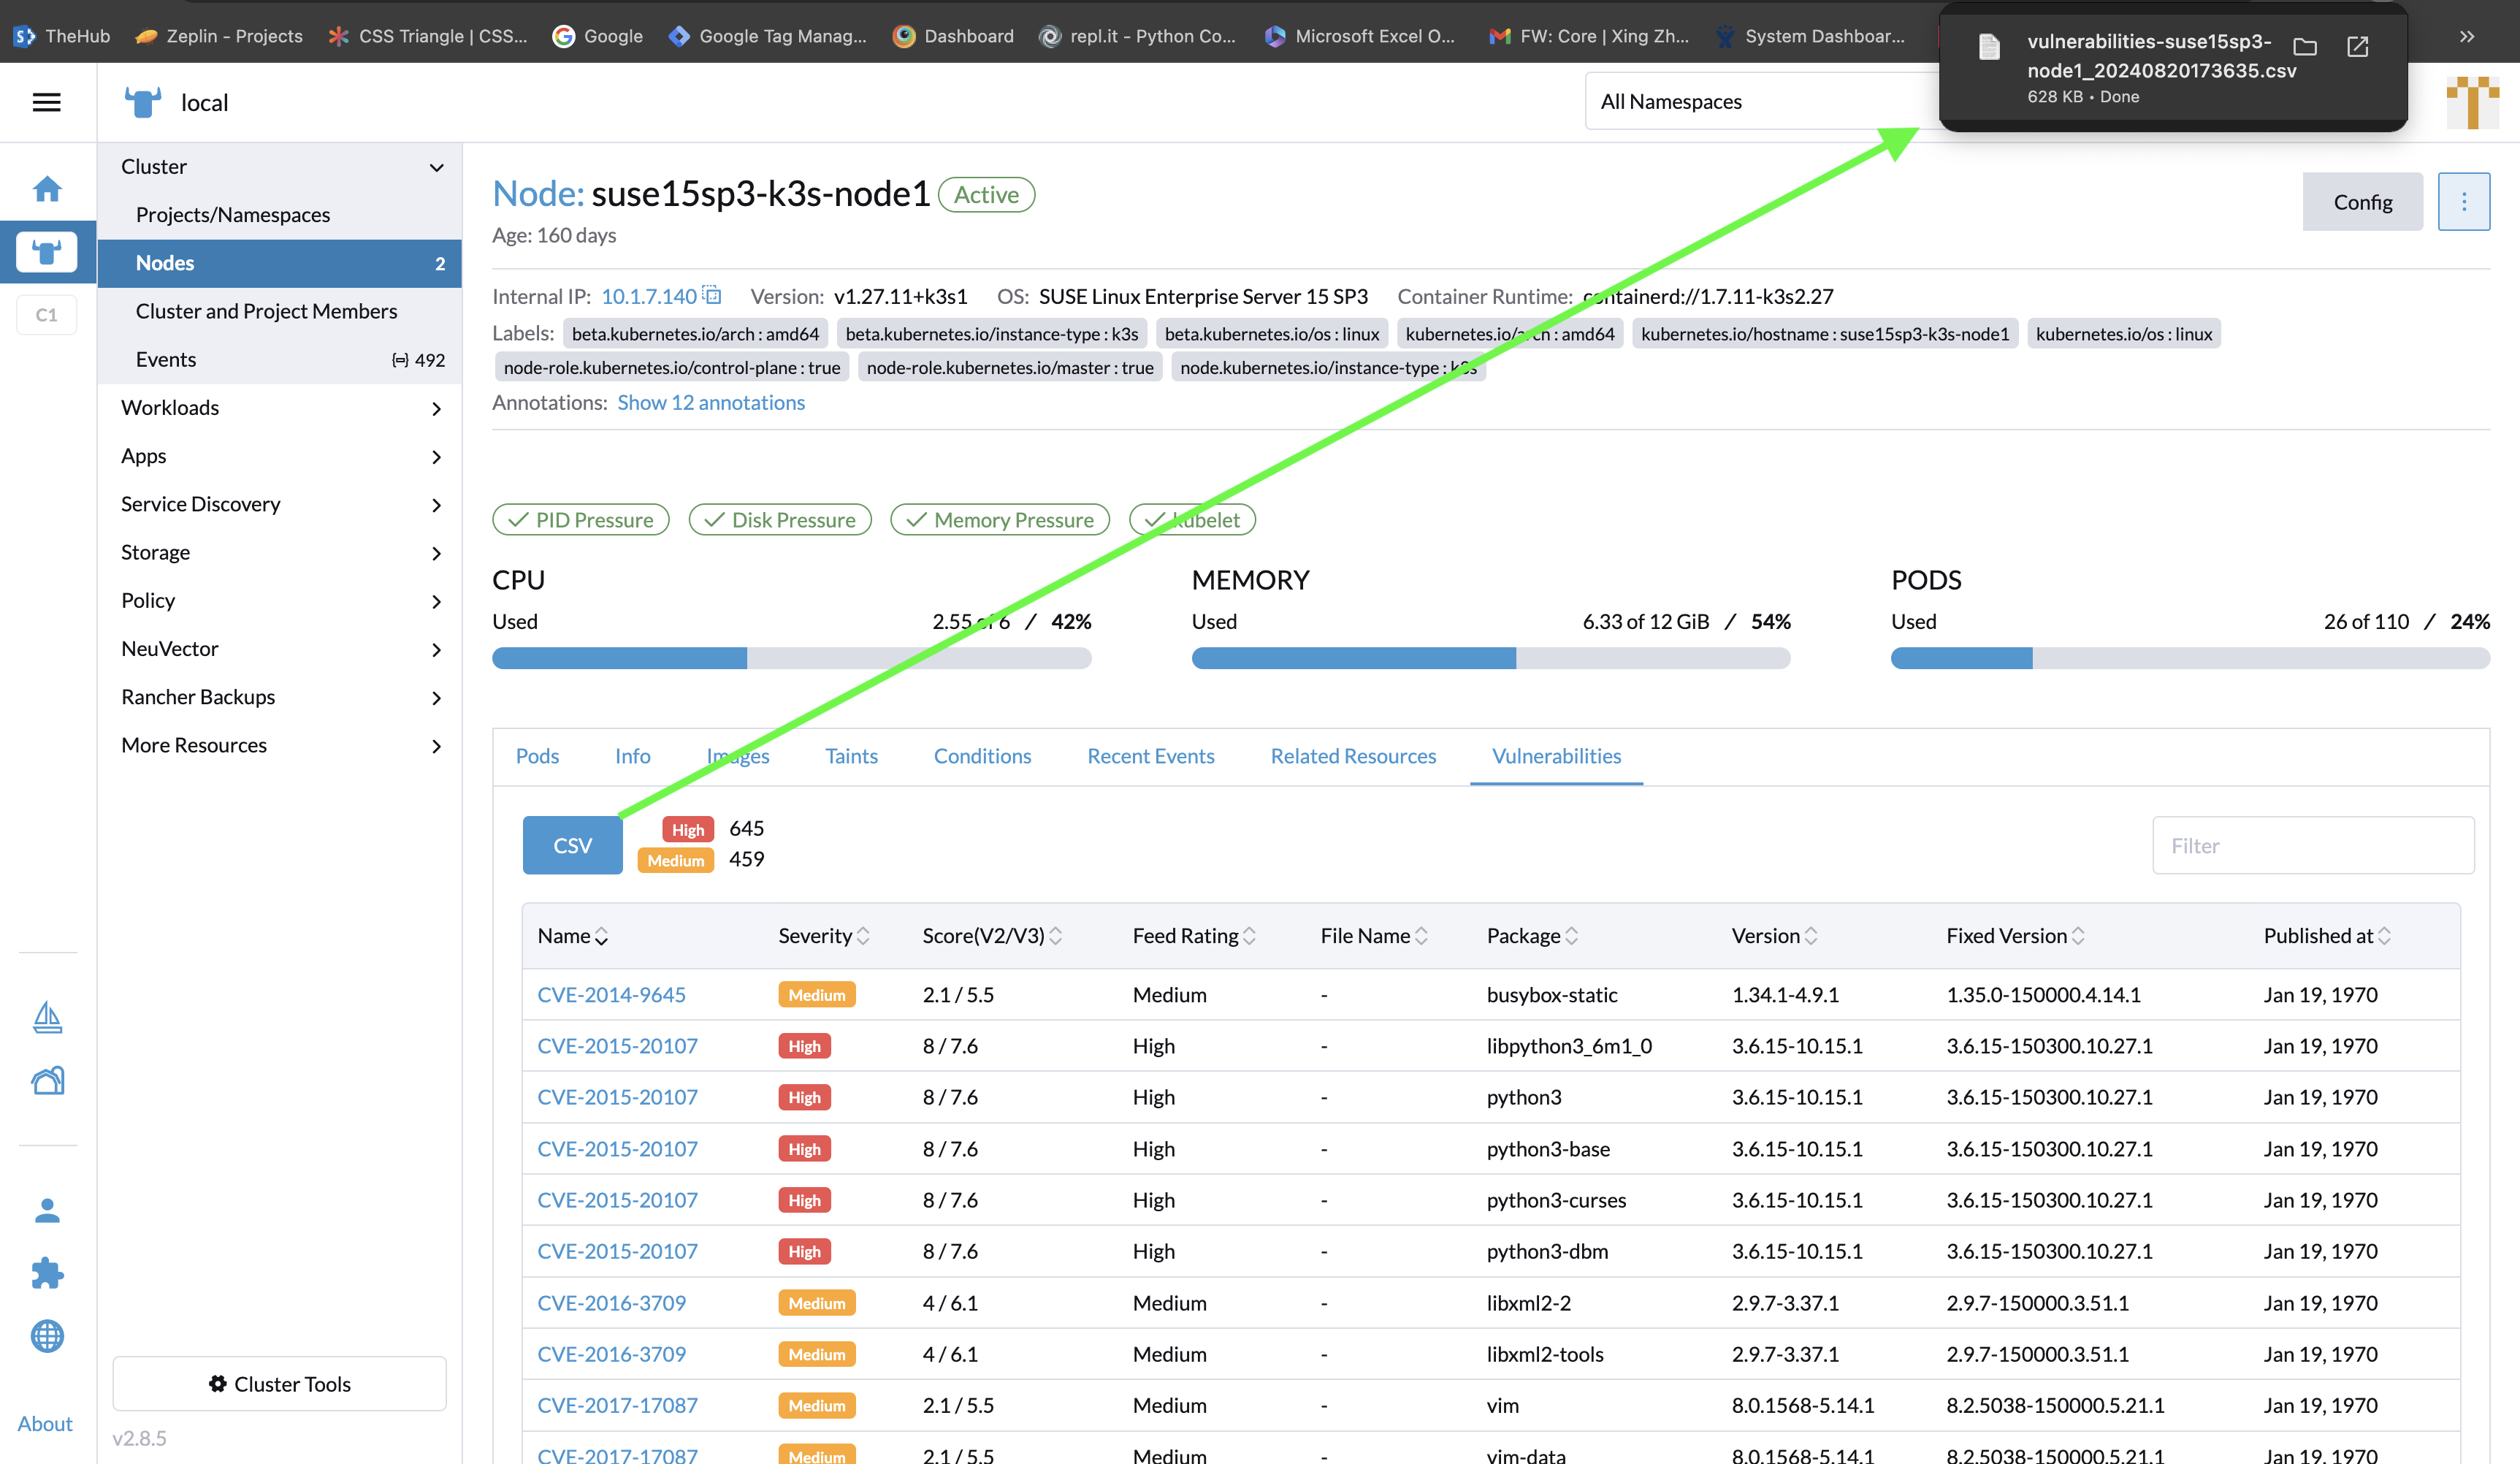 TheHub
Zeplin - Projects
CSS Triangle | CSS...
Google
Google Tag Manag...
Dashboard
repl.it - Python Co...
Microsoft Excel O...
FW: Core | Xing Zh...
System Dashboar...
vulnerabilities-suse15sp3-
node1_20240820173635.csv
628 KB • Done
local
All Namespaces
C1
About
Cluster
Projects/Namespaces
Nodes 2
Cluster and Project Members
Events 492
Workloads
Apps
Service Discovery
Storage
Policy
NeuVector
Rancher Backups
More Resources
Cluster Tools
v2.8.5
Node: suse15sp3-k3s-node1 Active
Age: 160 days
Config
Internal IP: 10.1.7.140 Version: v1.27.11+k3s1 OS: SUSE Linux Enterprise Server 15 SP3 Container Runtime: containerd://1.7.11-k3s2.27
Labels: beta.kubernetes.io/arch : amd64 beta.kubernetes.io/instance-type : k3s beta.kubernetes.io/os : linux kubernetes.io/arch : amd64 kubernetes.io/hostname : suse15sp3-k3s-node1 kubernetes.io/os : linux
node-role.kubernetes.io/control-plane : true node-role.kubernetes.io/master : true node.kubernetes.io/instance-type : k3s
Annotations: Show 12 annotations
PID Pressure Disk Pressure Memory Pressure kubelet
CPU
Used 2.55 of 6 / 42%
MEMORY
Used 6.33 of 12 GiB / 54%
PODS
Used 26 of 110 / 24%
Pods Info Images Taints Conditions Recent Events Related Resources Vulnerabilities
CSV
High 645
Medium 459
Filter
Name Severity Score(V2/V3) Feed Rating File Name Package Version Fixed Version Published at
CVE-2014-9645 Medium 2.1 / 5.5 Medium - busybox-static 1.34.1-4.9.1 1.35.0-150000.4.14.1 Jan 19, 1970
CVE-2015-20107 High 8 / 7.6 High - libpython3_6m1_0 3.6.15-10.15.1 3.6.15-150300.10.27.1 Jan 19, 1970
CVE-2015-20107 High 8 / 7.6 High - python3 3.6.15-10.15.1 3.6.15-150300.10.27.1 Jan 19, 1970
CVE-2015-20107 High 8 / 7.6 High - python3-base 3.6.15-10.15.1 3.6.15-150300.10.27.1 Jan 19, 1970
CVE-2015-20107 High 8 / 7.6 High - python3-curses 3.6.15-10.15.1 3.6.15-150300.10.27.1 Jan 19, 1970
CVE-2015-20107 High 8 / 7.6 High - python3-dbm 3.6.15-10.15.1 3.6.15-150300.10.27.1 Jan 19, 1970
CVE-2016-3709 Medium 4 / 6.1 Medium - libxml2-2 2.9.7-3.37.1 2.9.7-150000.3.51.1 Jan 19, 1970
CVE-2016-3709 Medium 4 / 6.1 Medium - libxml2-tools 2.9.7-3.37.1 2.9.7-150000.3.51.1 Jan 19, 1970
CVE-2017-17087 Medium 2.1 / 5.5 Medium - vim 8.0.1568-5.14.1 8.2.5038-150000.5.21.1 Jan 19, 1970
CVE-2017-17087 Medium 2.1 / 5.5 Medium - vim-data 8.0.1568-5.14.1 8.2.5038-150000.5.21.1 Jan 19, 1970